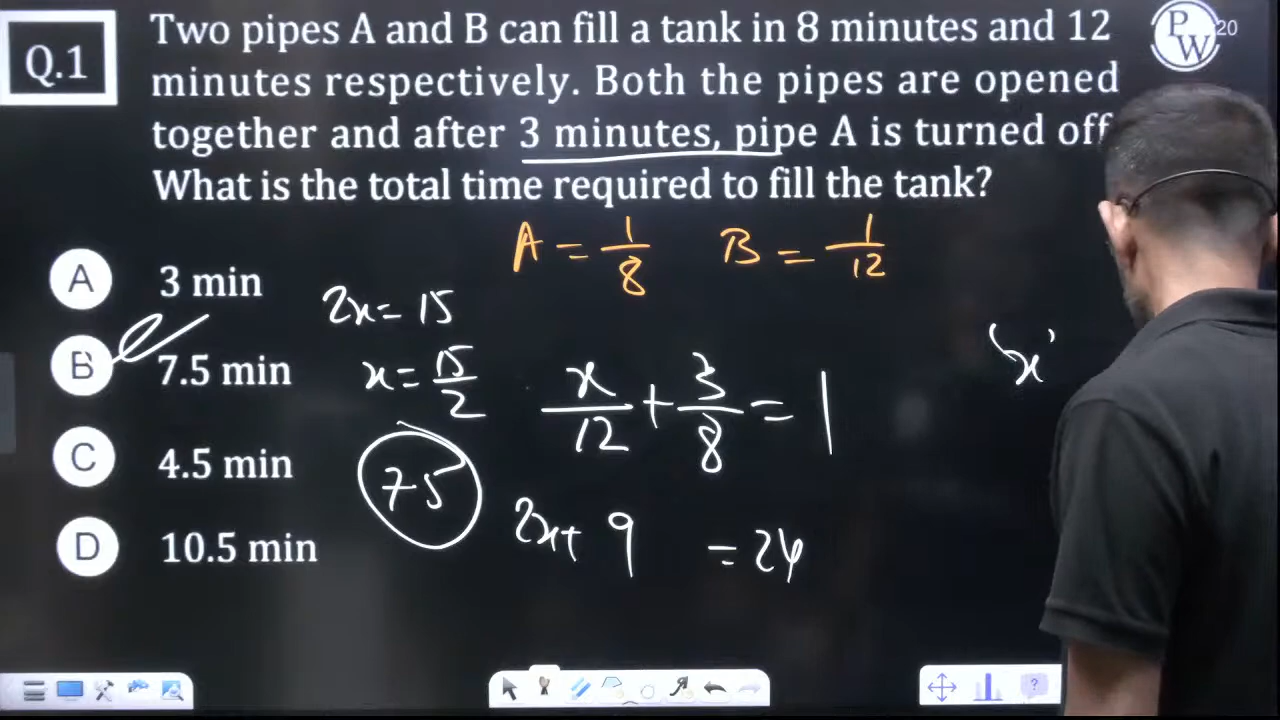 Q.1
Two pipes A and B can fill a tank in 8 minutes and 12
minutes respectively. Both the pipes are opened
together and after 3 minutes, pipe A is turned off
What is the total time required to fill the tank?
PW
20
A = 1/8 B = 1/12
A 3 min
B 7.5 min
C 4.5 min
D 10.5 min
2x = 15
x = 15/2
7.5
x/12 + 3/8 = 1
2x + 9 = 24
x